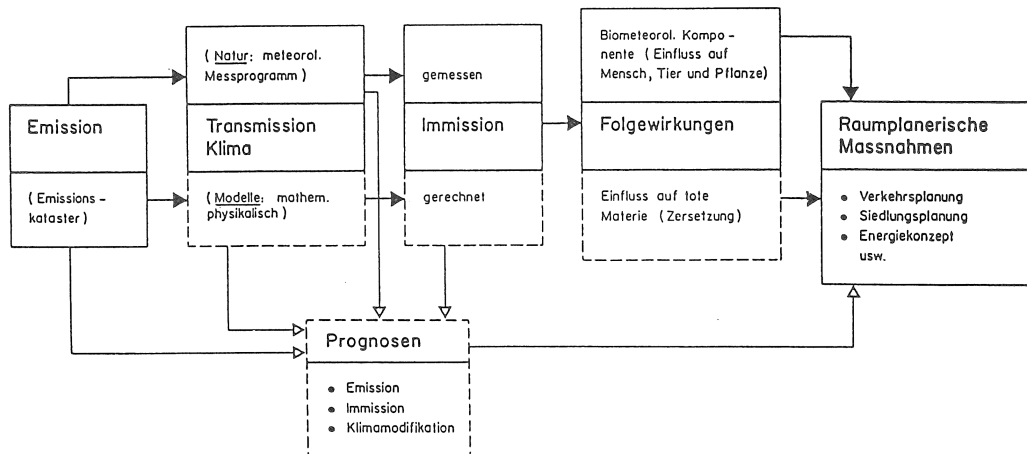 Emission
( Emissions -
kataster )
( Natur: meteorol.
Messprogramm )
Transmission
Klima
( Modelle: mathem.
physikalisch )
gemessen
Immission
gerechnet
Biometeorol. Kompo -
nente ( Einfluss auf
Mensch, Tier und Pflanze)
Folgewirkungen
Einfluss auf tote
Materie ( Zersetzung )
Raumplanerische
Massnahmen
• Verkehrsplanung
• Siedlungsplanung
• Energiekonzept
usw.
Prognosen
• Emission
• Immission
• Klimamodifikation